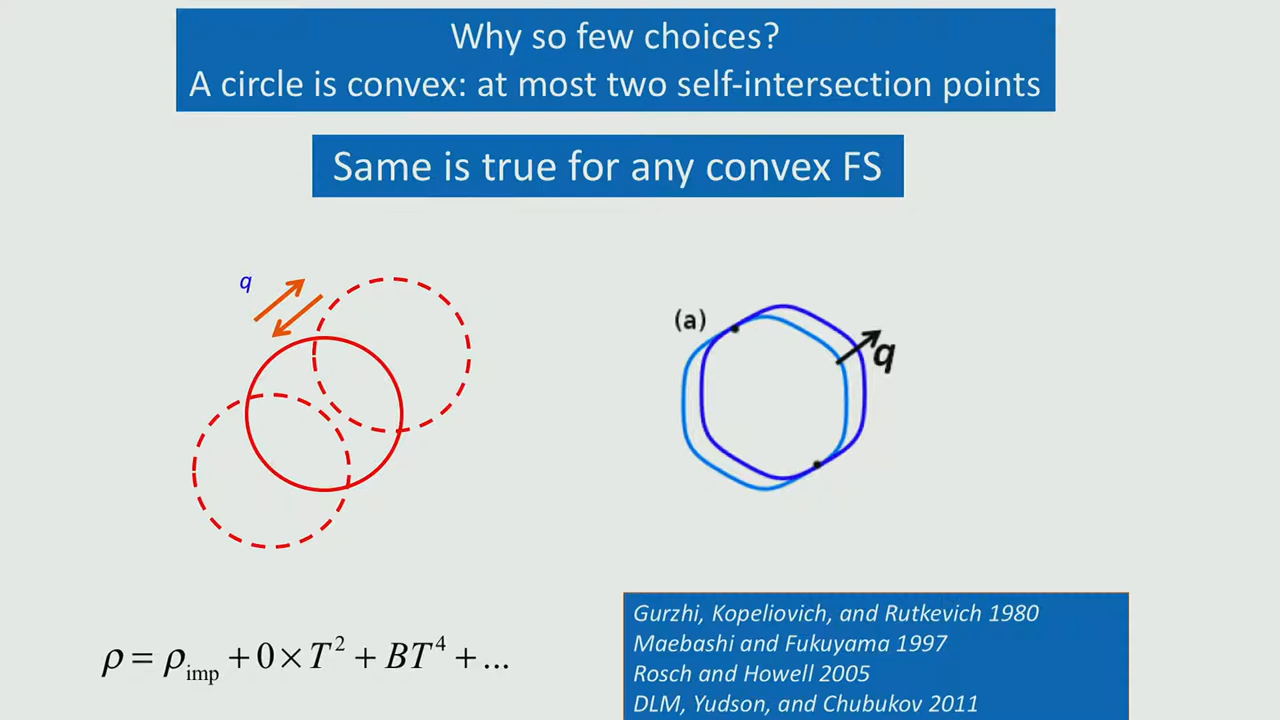 Why so few choices?
A circle is convex: at most two self-intersection points
Same is true for any convex FS
q
(a)
q
ρ = ρ_imp + 0 × T² + BT⁴ + ...
Gurzhi, Kopeliovich, and Rutkevich 1980
Maebashi and Fukuyama 1997
Rosch and Howell 2005
DLM, Yudson, and Chubukov 2011